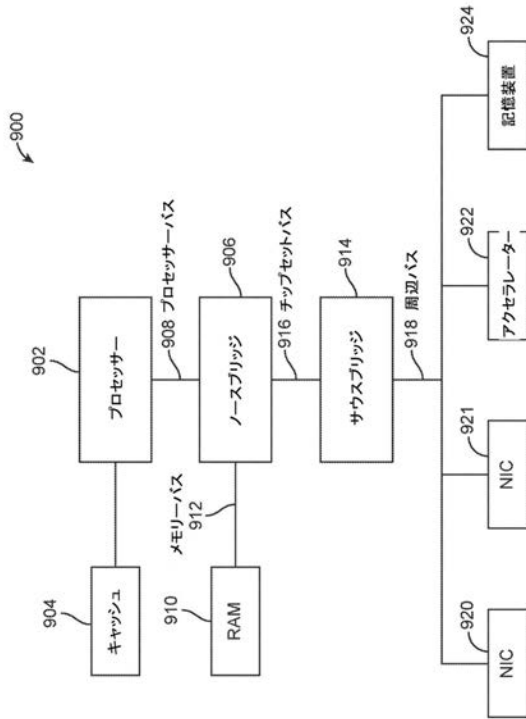 900
902
プロセッサー
904
キャッシュ
908 プロセッサーバス
906
ノースブリッジ
メモリーバス
912
910
RAM
916 チップセットバス
914
サウスブリッジ
918 周辺バス
920
NIC
921
NIC
922
アクセラレーター
924
記憶装置